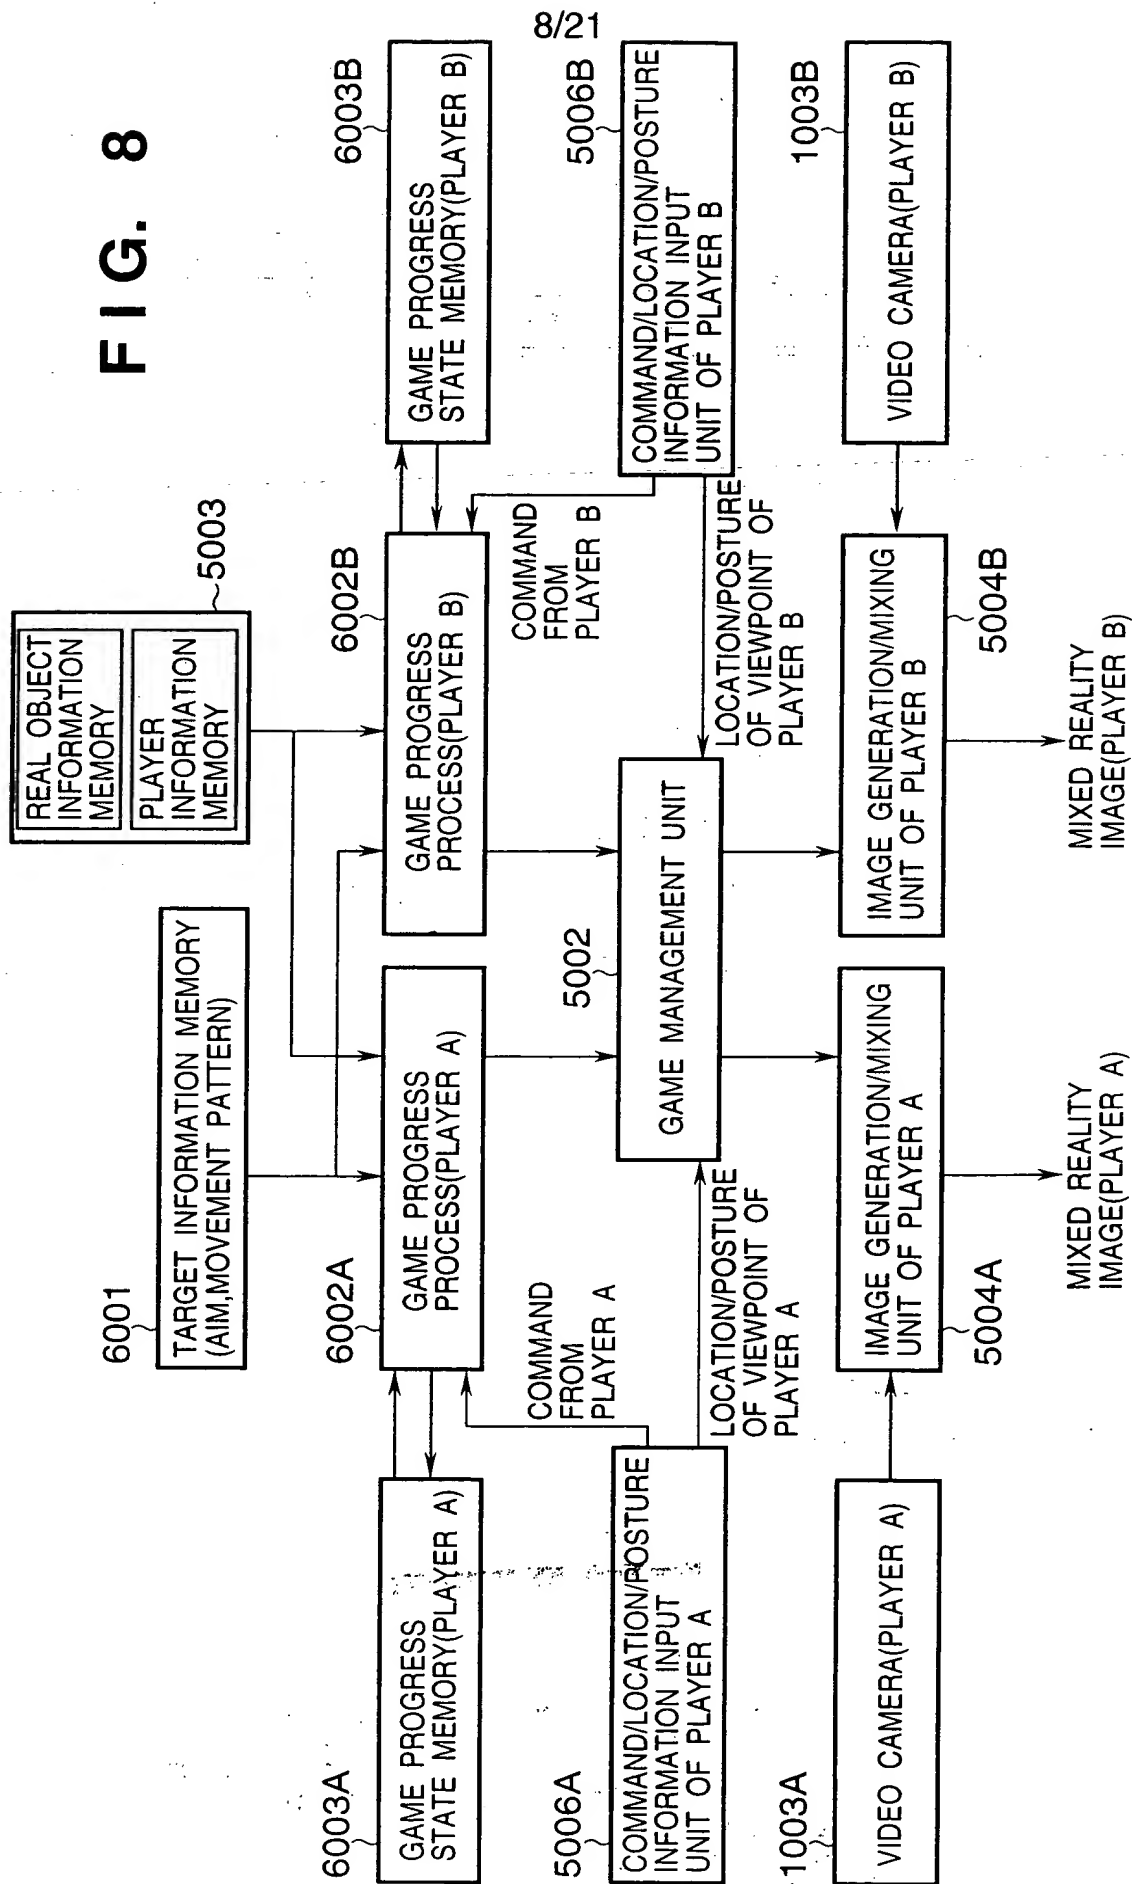 8/21
FIG. 8
5003
REAL OBJECT
INFORMATION
MEMORY
PLAYER
INFORMATION
MEMORY
6001
TARGET INFORMATION MEMORY
(AIM,MOVEMENT PATTERN)
6003A
GAME PROGRESS
STATE MEMORY(PLAYER A)
6002A
GAME PROGRESS
PROCESS(PLAYER A)
6002B
GAME PROGRESS
PROCESS(PLAYER B)
6003B
GAME PROGRESS
STATE MEMORY(PLAYER B)
COMMAND
FROM
PLAYER A
COMMAND
FROM
PLAYER B
5006A
COMMAND/LOCATION/POSTURE
INFORMATION INPUT
UNIT OF PLAYER A
5002
GAME MANAGEMENT UNIT
5006B
COMMAND/LOCATION/POSTURE
INFORMATION INPUT
UNIT OF PLAYER B
LOCATION/POSTURE
OF VIEWPOINT OF
PLAYER A
LOCATION/POSTURE
OF VIEWPOINT OF
PLAYER B
1003A
VIDEO CAMERA(PLAYER A)
IMAGE GENERATION/MIXING
UNIT OF PLAYER A
5004A
IMAGE GENERATION/MIXING
UNIT OF PLAYER B
5004B
1003B
VIDEO CAMERA(PLAYER B)
MIXED REALITY
IMAGE(PLAYER A)
MIXED REALITY
IMAGE(PLAYER B)